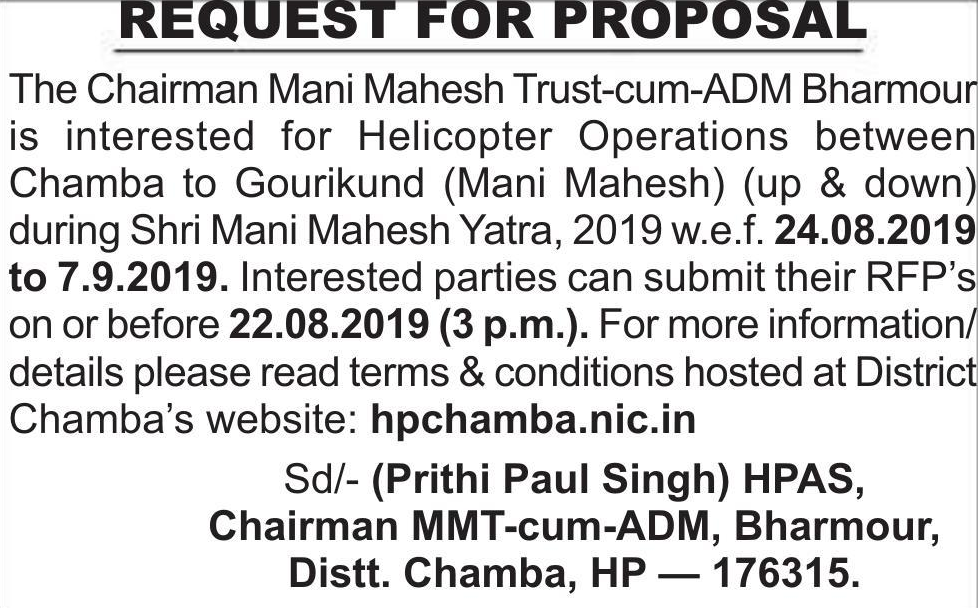 REQUEST FOR PROPOSAL
The Chairman Mani Mahesh Trust-cum-ADM Bharmour
is interested for Helicopter Operations between
Chamba to Gourikund (Mani Mahesh) (up & down)
during Shri Mani Mahesh Yatra, 2019 w.e.f. 24.08.2019
to 7.9.2019. Interested parties can submit their RFP's
on or before 22.08.2019 (3 p.m.). For more information/
details please read terms & conditions hosted at District
Chamba's website: hpchamba.nic.in
Sd/- (Prithi Paul Singh) HPAS,
Chairman MMT-cum-ADM, Bharmour,
Distt. Chamba, HP — 176315.